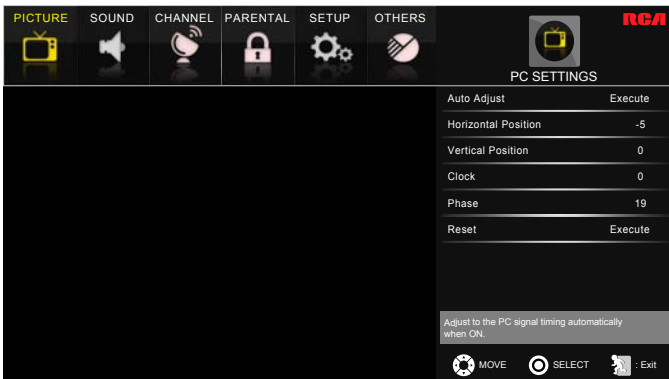 PICTURE SOUND CHANNEL PARENTAL SETUP OTHERS
RCA
PC SETTINGS
Auto Adjust Execute
Horizontal Position -5
Vertical Position 0
Clock 0
Phase 19
Reset Execute
Adjust to the PC signal timing automatically
when ON.
MOVE SELECT : Exit